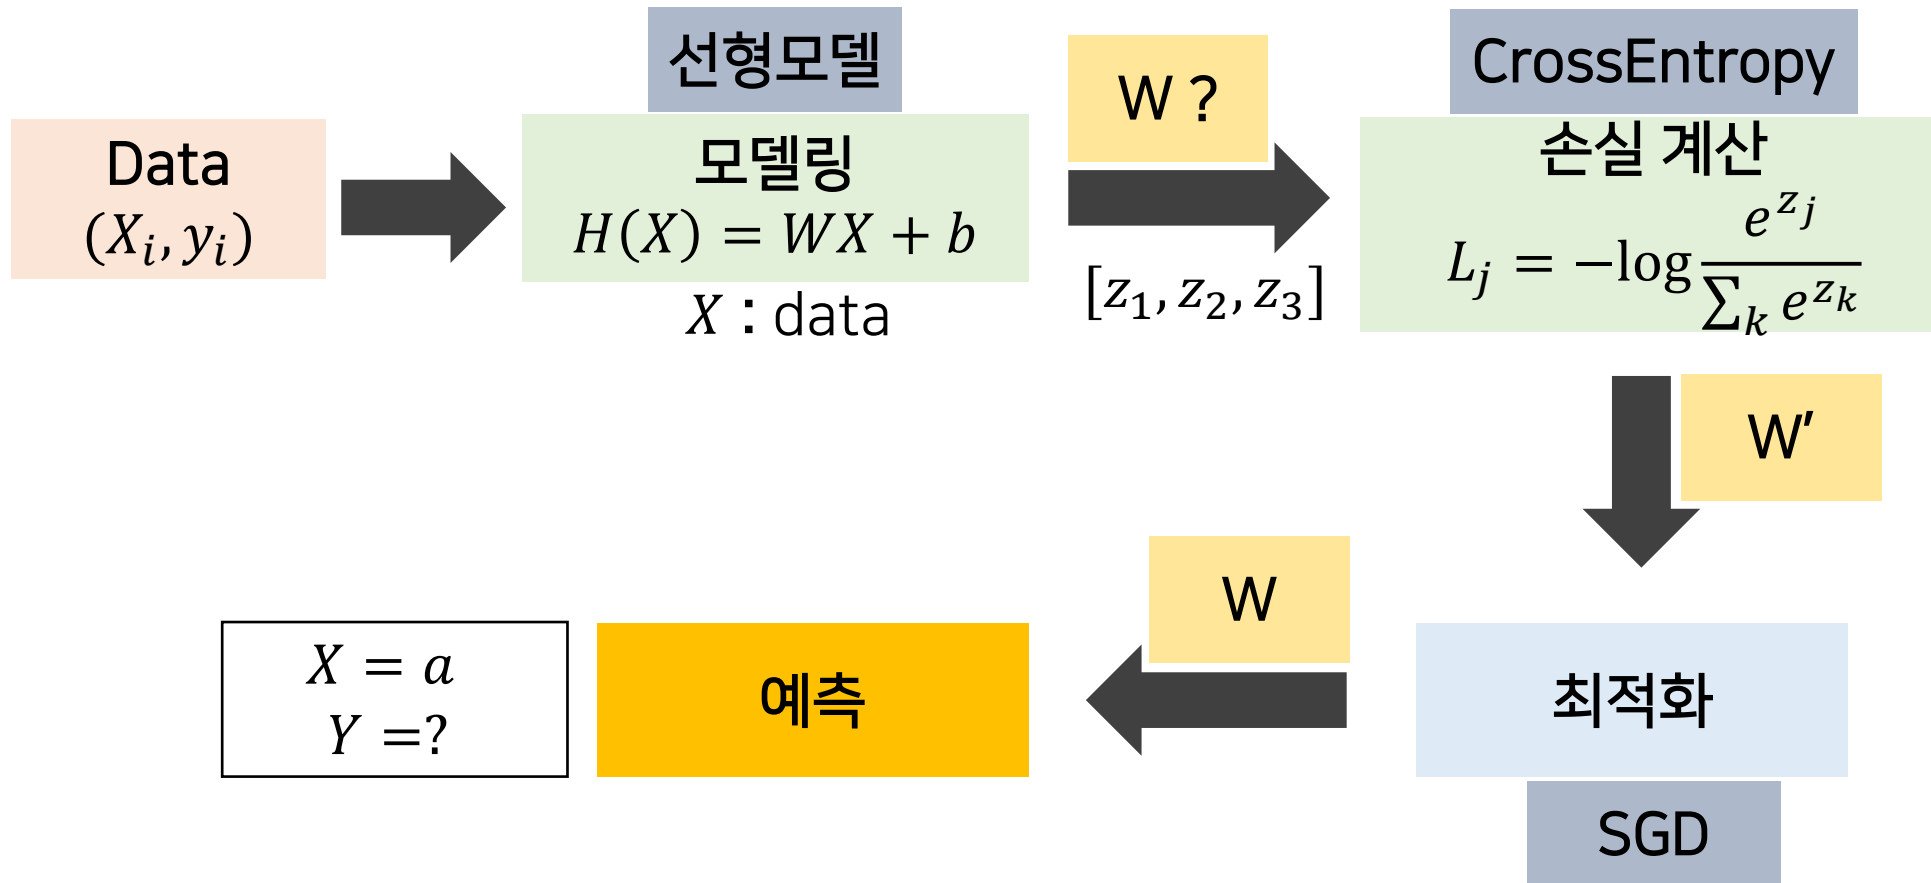 선형모델
W ?
CrossEntropy
Data
(X_i, y_i)
모델링
H(X) = WX + b
X : data
[z_1, z_2, z_3]
손실 계산
L_j = −log e^{z_j} / ∑_k e^{z_k}
W'
W
X = a
Y =?
예측
최적화
SGD